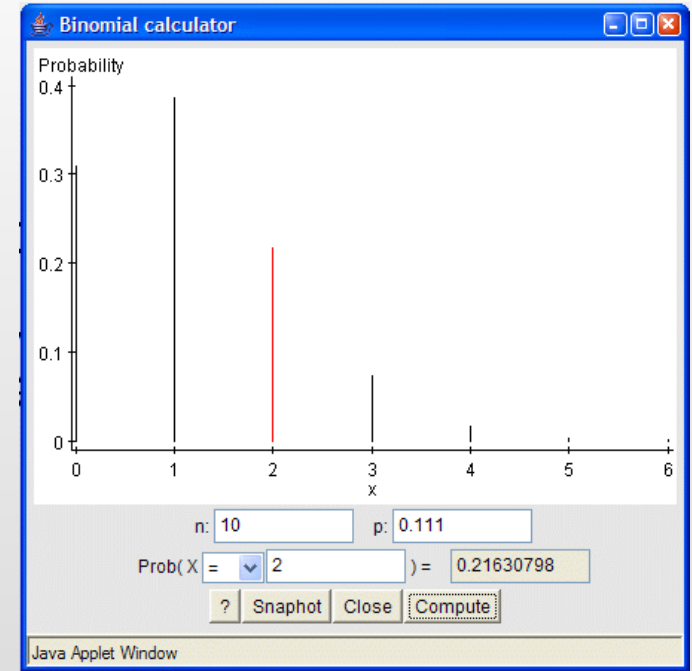 Binomial calculator
Probability
0.4
0.3
0.2
0.1
0
0 1 2 3 4 5 6
x
n: 10 p: 0.111
Prob( X = 2 ) = 0.21630798
? Snaphot Close Compute
Java Applet Window